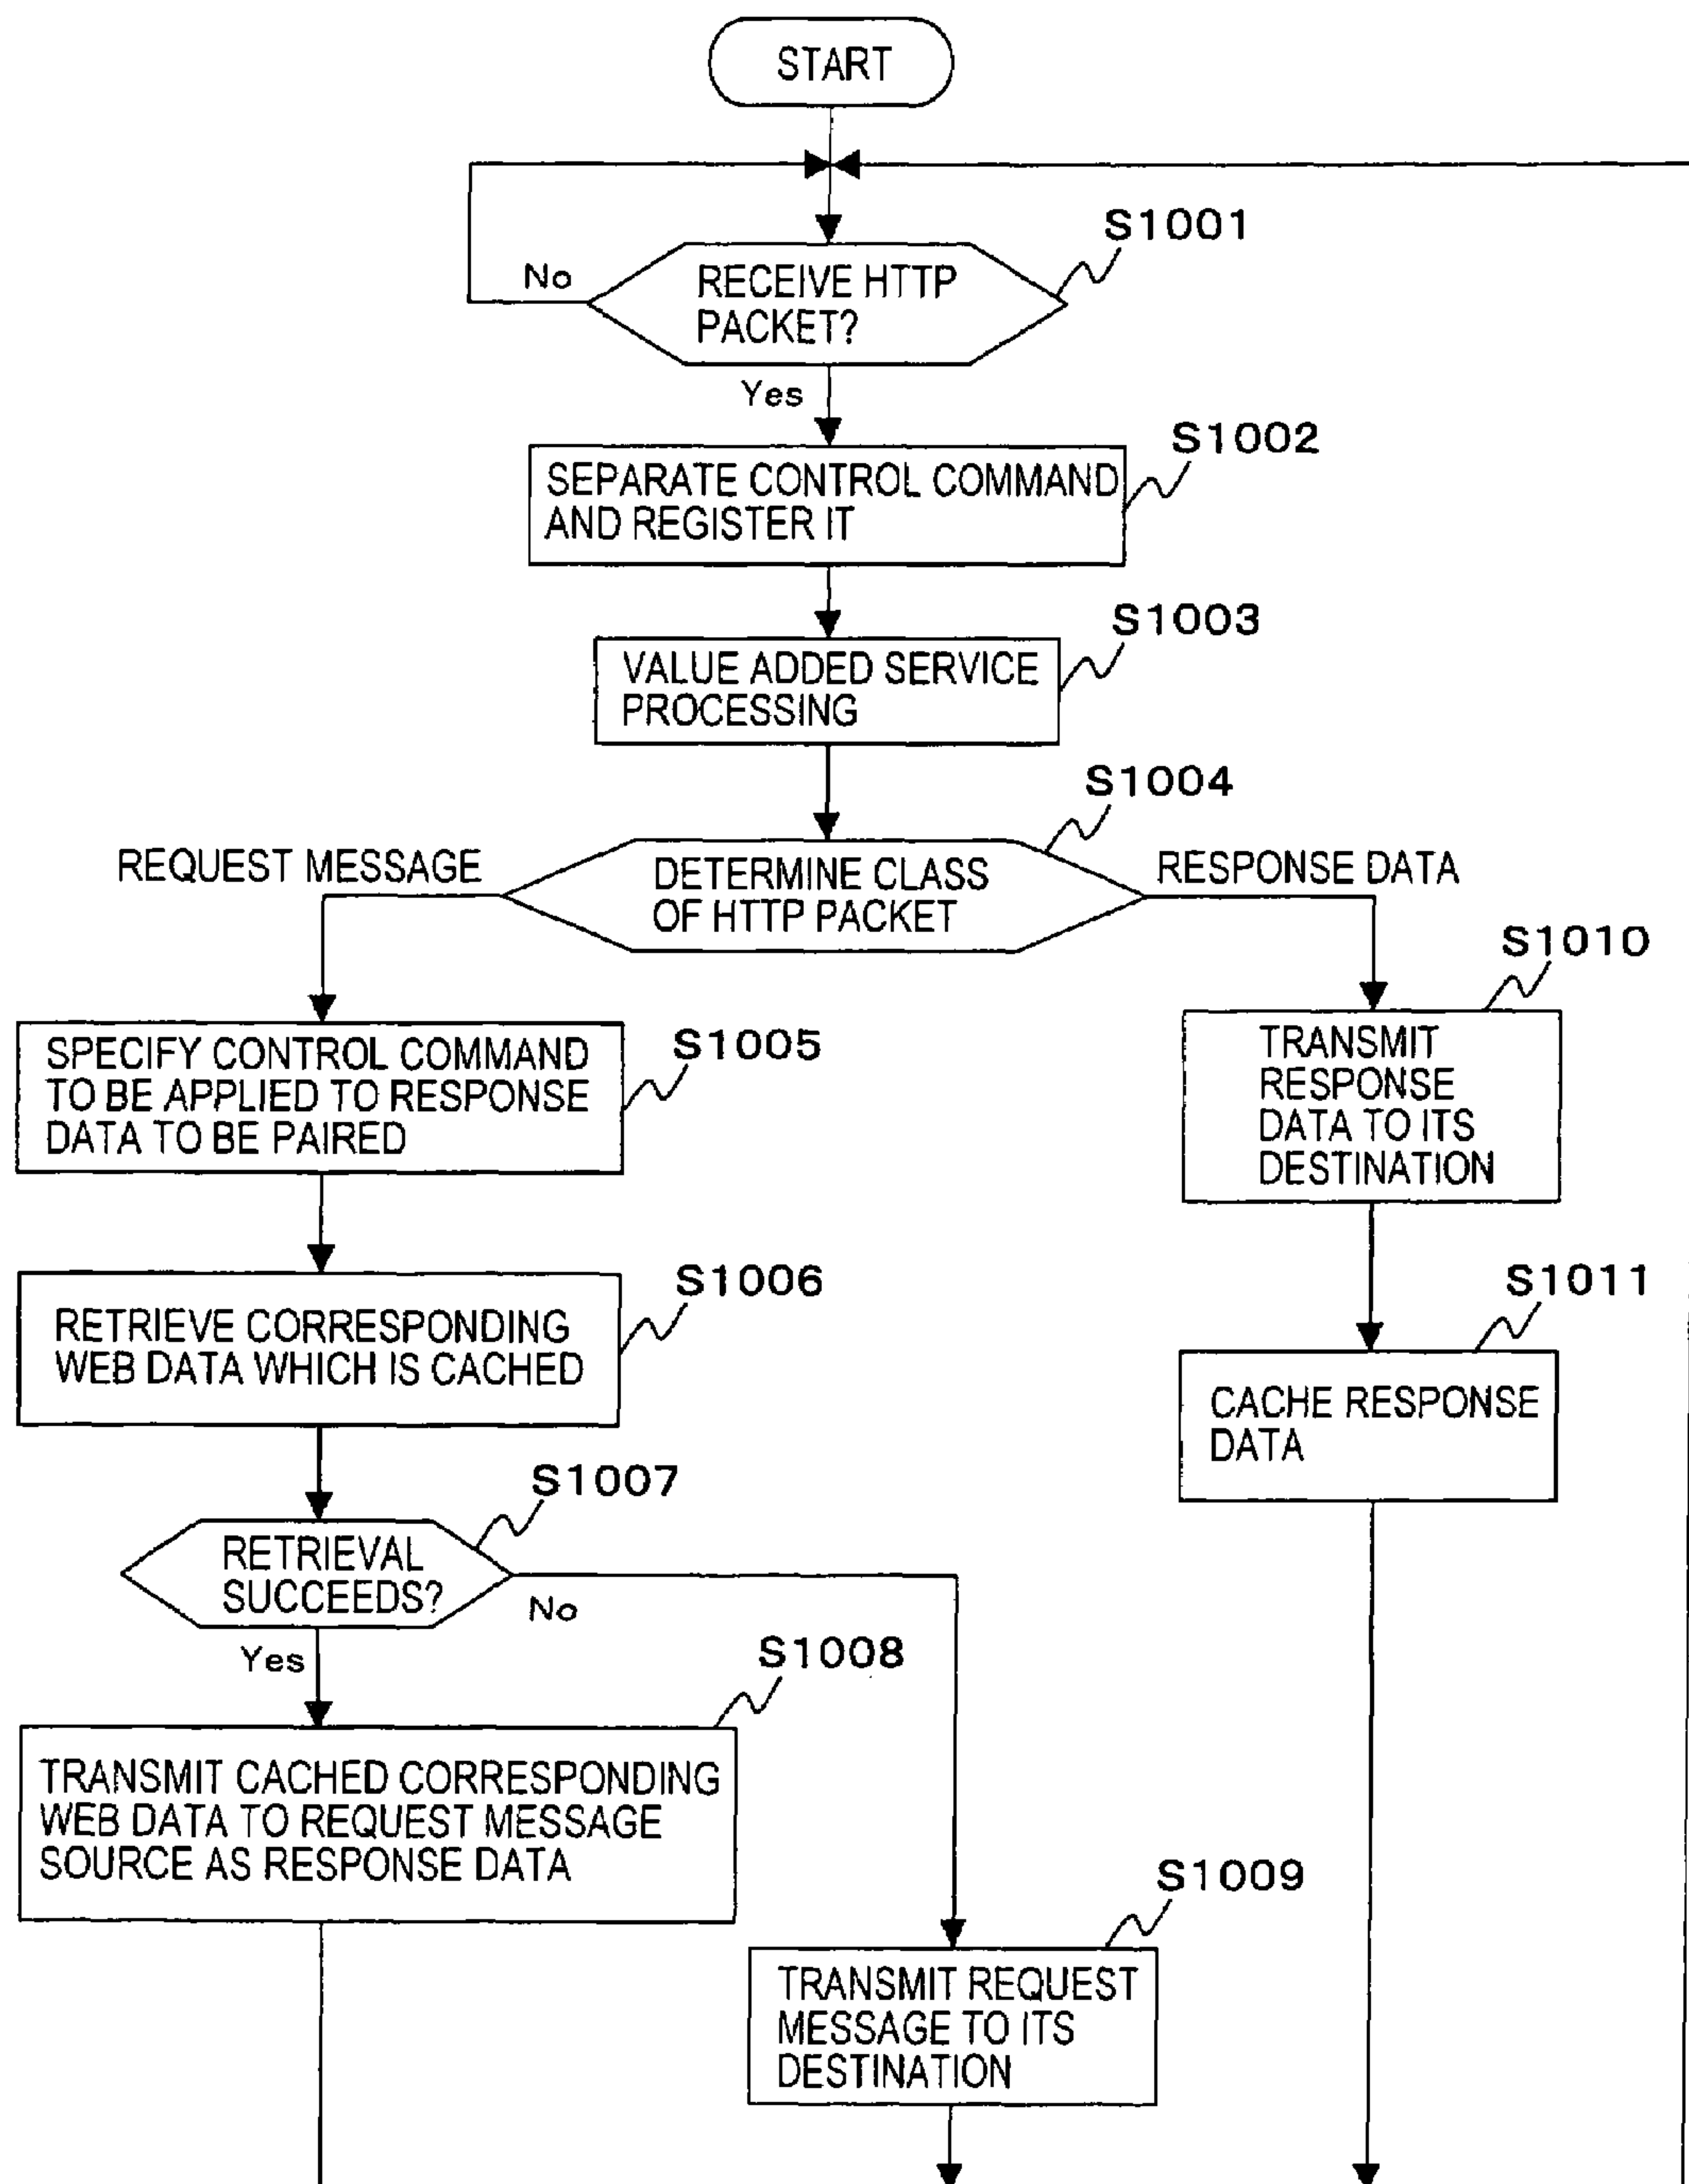 START
S1001
No
RECEIVE HTTP
PACKET?
Yes
S1002
SEPARATE CONTROL COMMAND
AND REGISTER IT
S1003
VALUE ADDED SERVICE
PROCESSING
S1004
REQUEST MESSAGE
DETERMINE CLASS
OF HTTP PACKET
RESPONSE DATA
S1005
SPECIFY CONTROL COMMAND
TO BE APPLIED TO RESPONSE
DATA TO BE PAIRED
S1010
TRANSMIT
RESPONSE
DATA TO ITS
DESTINATION
S1006
RETRIEVE CORRESPONDING
WEB DATA WHICH IS CACHED
S1011
CACHE RESPONSE
DATA
S1007
RETRIEVAL
SUCCEEDS?
No
Yes
S1008
TRANSMIT CACHED CORRESPONDING
WEB DATA TO REQUEST MESSAGE
SOURCE AS RESPONSE DATA
S1009
TRANSMIT REQUEST
MESSAGE TO ITS
DESTINATION